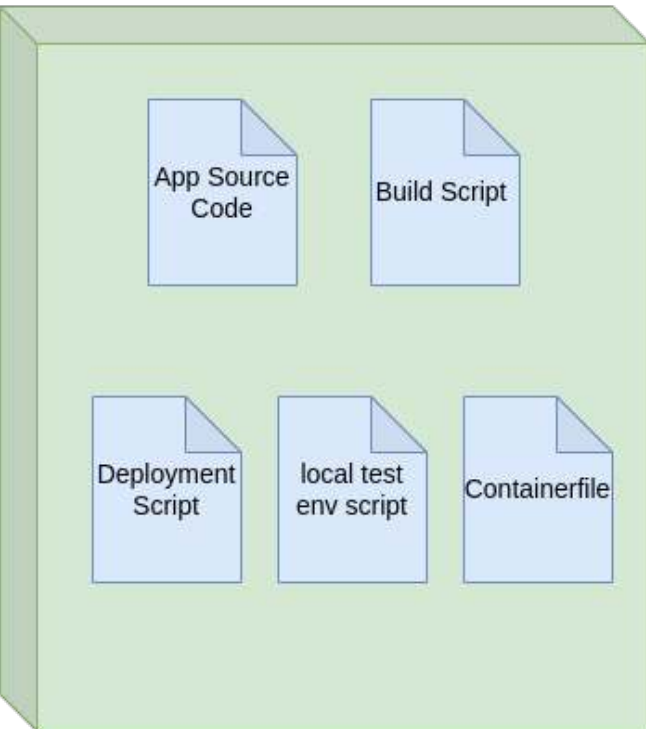 App Source
Code
Build Script
Deployment
Script
local test
env script
Containerfile